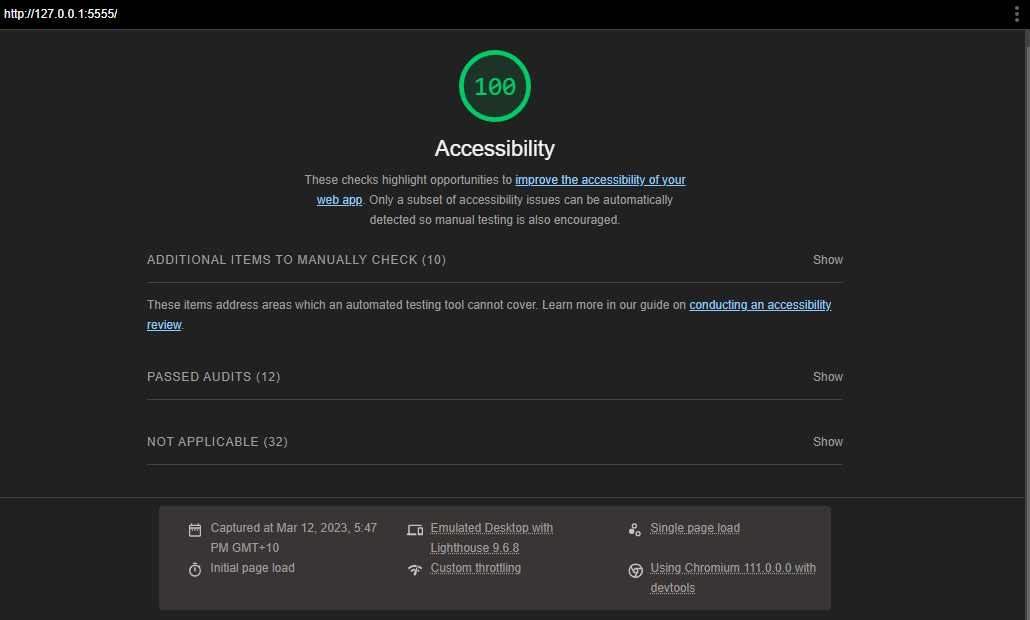 http://127.0.0.1:5555/
100
Accessibility
These checks highlight opportunities to improve the accessibility of your
web app. Only a subset of accessibility issues can be automatically
detected so manual testing is also encouraged.
ADDITIONAL ITEMS TO MANUALLY CHECK (10)
Show
These items address areas which an automated testing tool cannot cover. Learn more in our guide on conducting an accessibility
review.
PASSED AUDITS (12)
Show
NOT APPLICABLE (32)
Show
Captured at Mar 12, 2023, 5:47
PM GMT+10
Initial page load
Emulated Desktop with
Lighthouse 9.6.8
Custom throttling
Single page load
Using Chromium 111.0.0.0 with
devtools